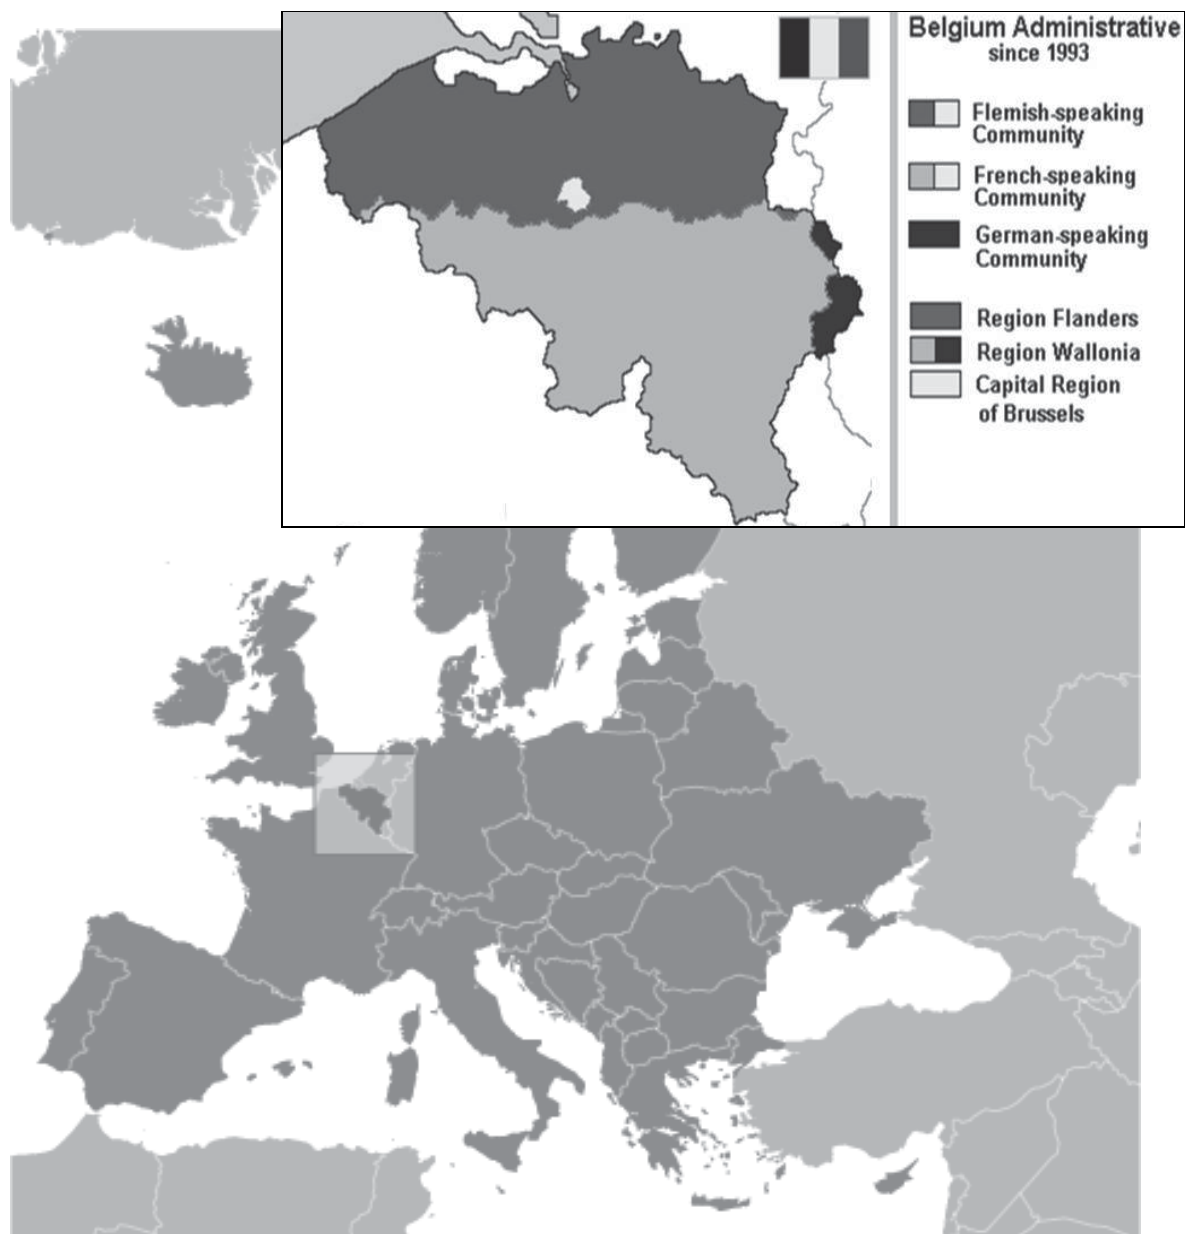 Belgium Administrative
since 1993
Flemish-speaking
Community
French-speaking
Community
German-speaking
Community
Region Flanders
Region Wallonia
Capital Region
of Brussels